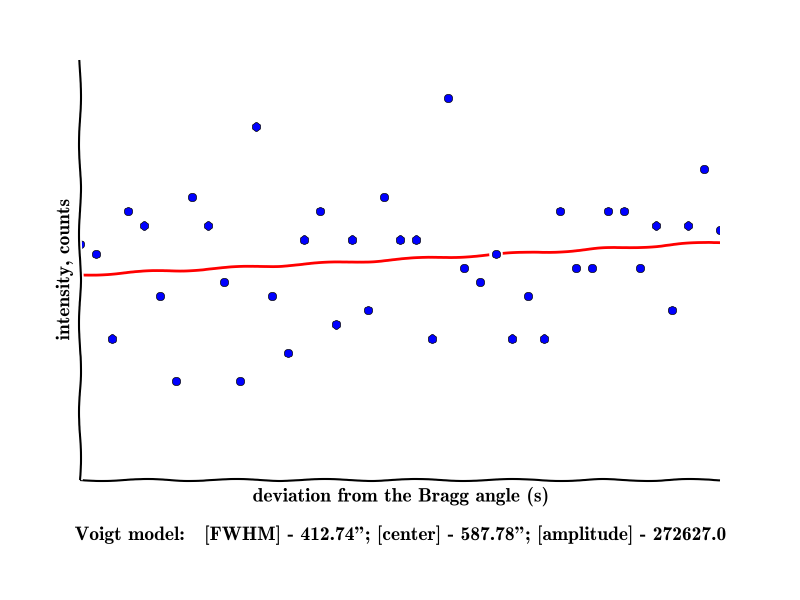 intensity, counts
deviation from the Bragg angle (s)
Voigt model: [FWHM] - 412.74”; [center] - 587.78”; [amplitude] - 272627.0